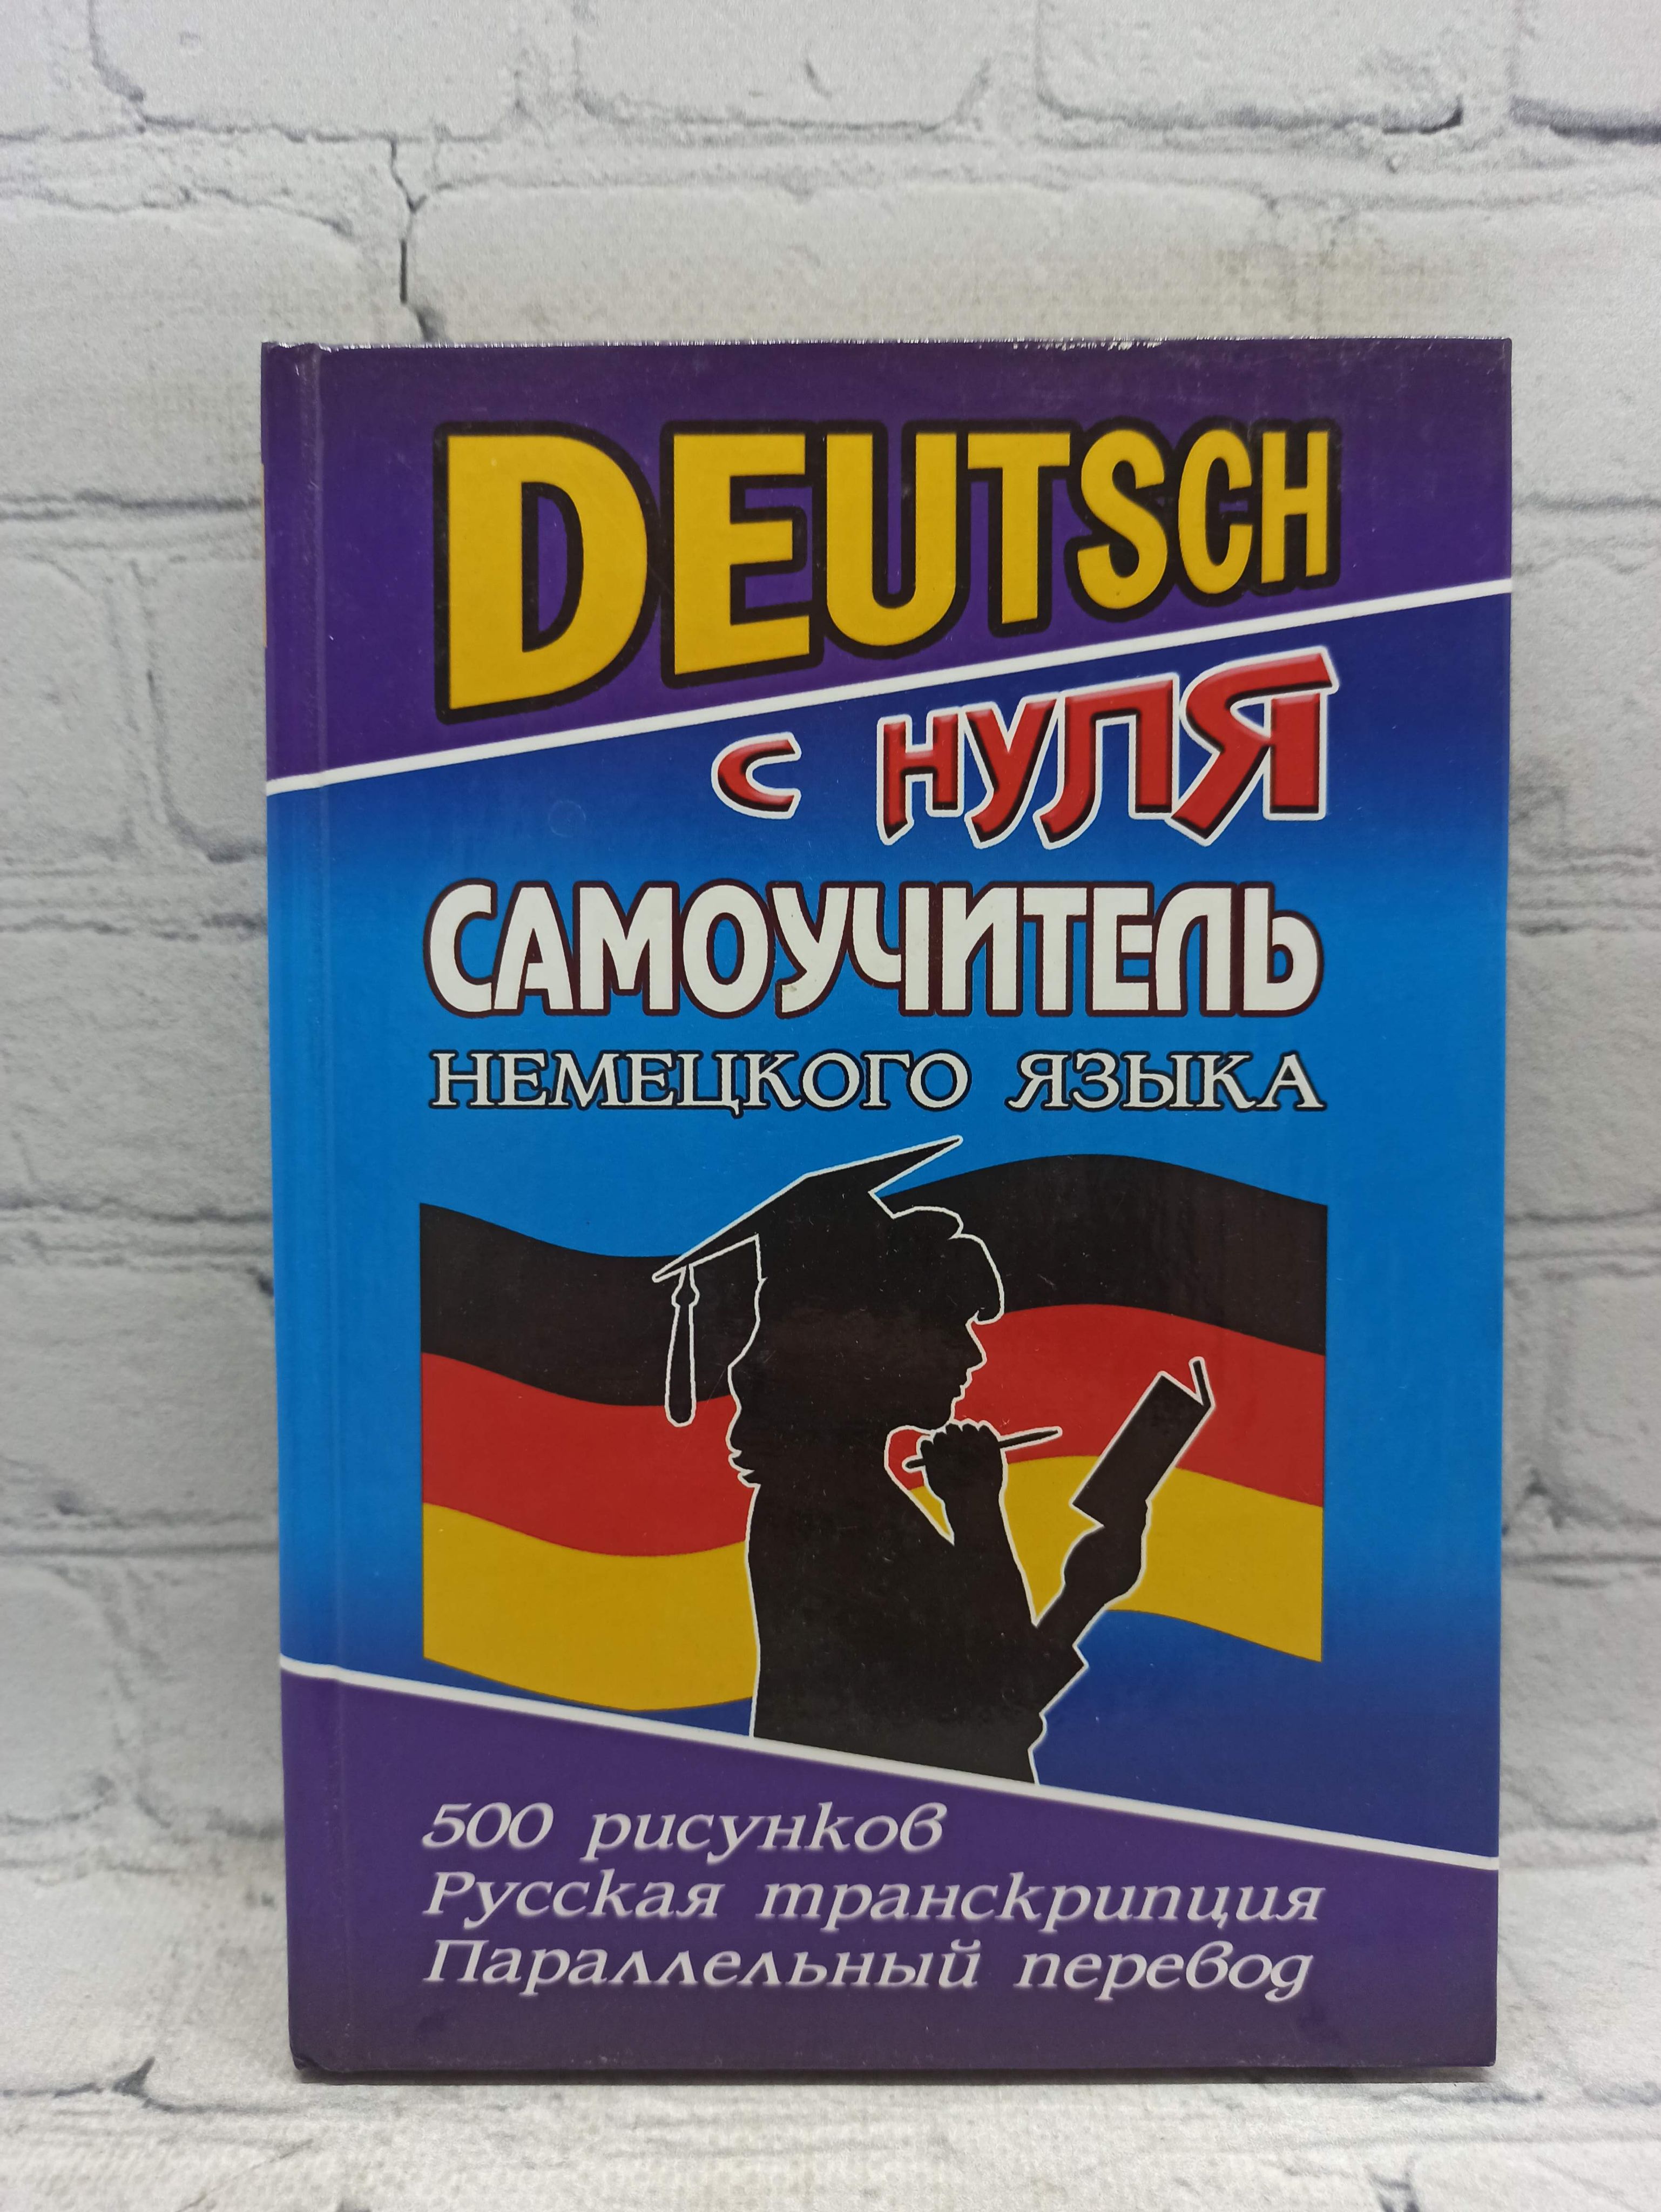 DEUTSCH
с нуля
САМОУЧИТЕЛЬ
НЕМЕЦКОГО ЯЗЫКА
500 рисунков
Русская транскрипция
Параллельный перевод